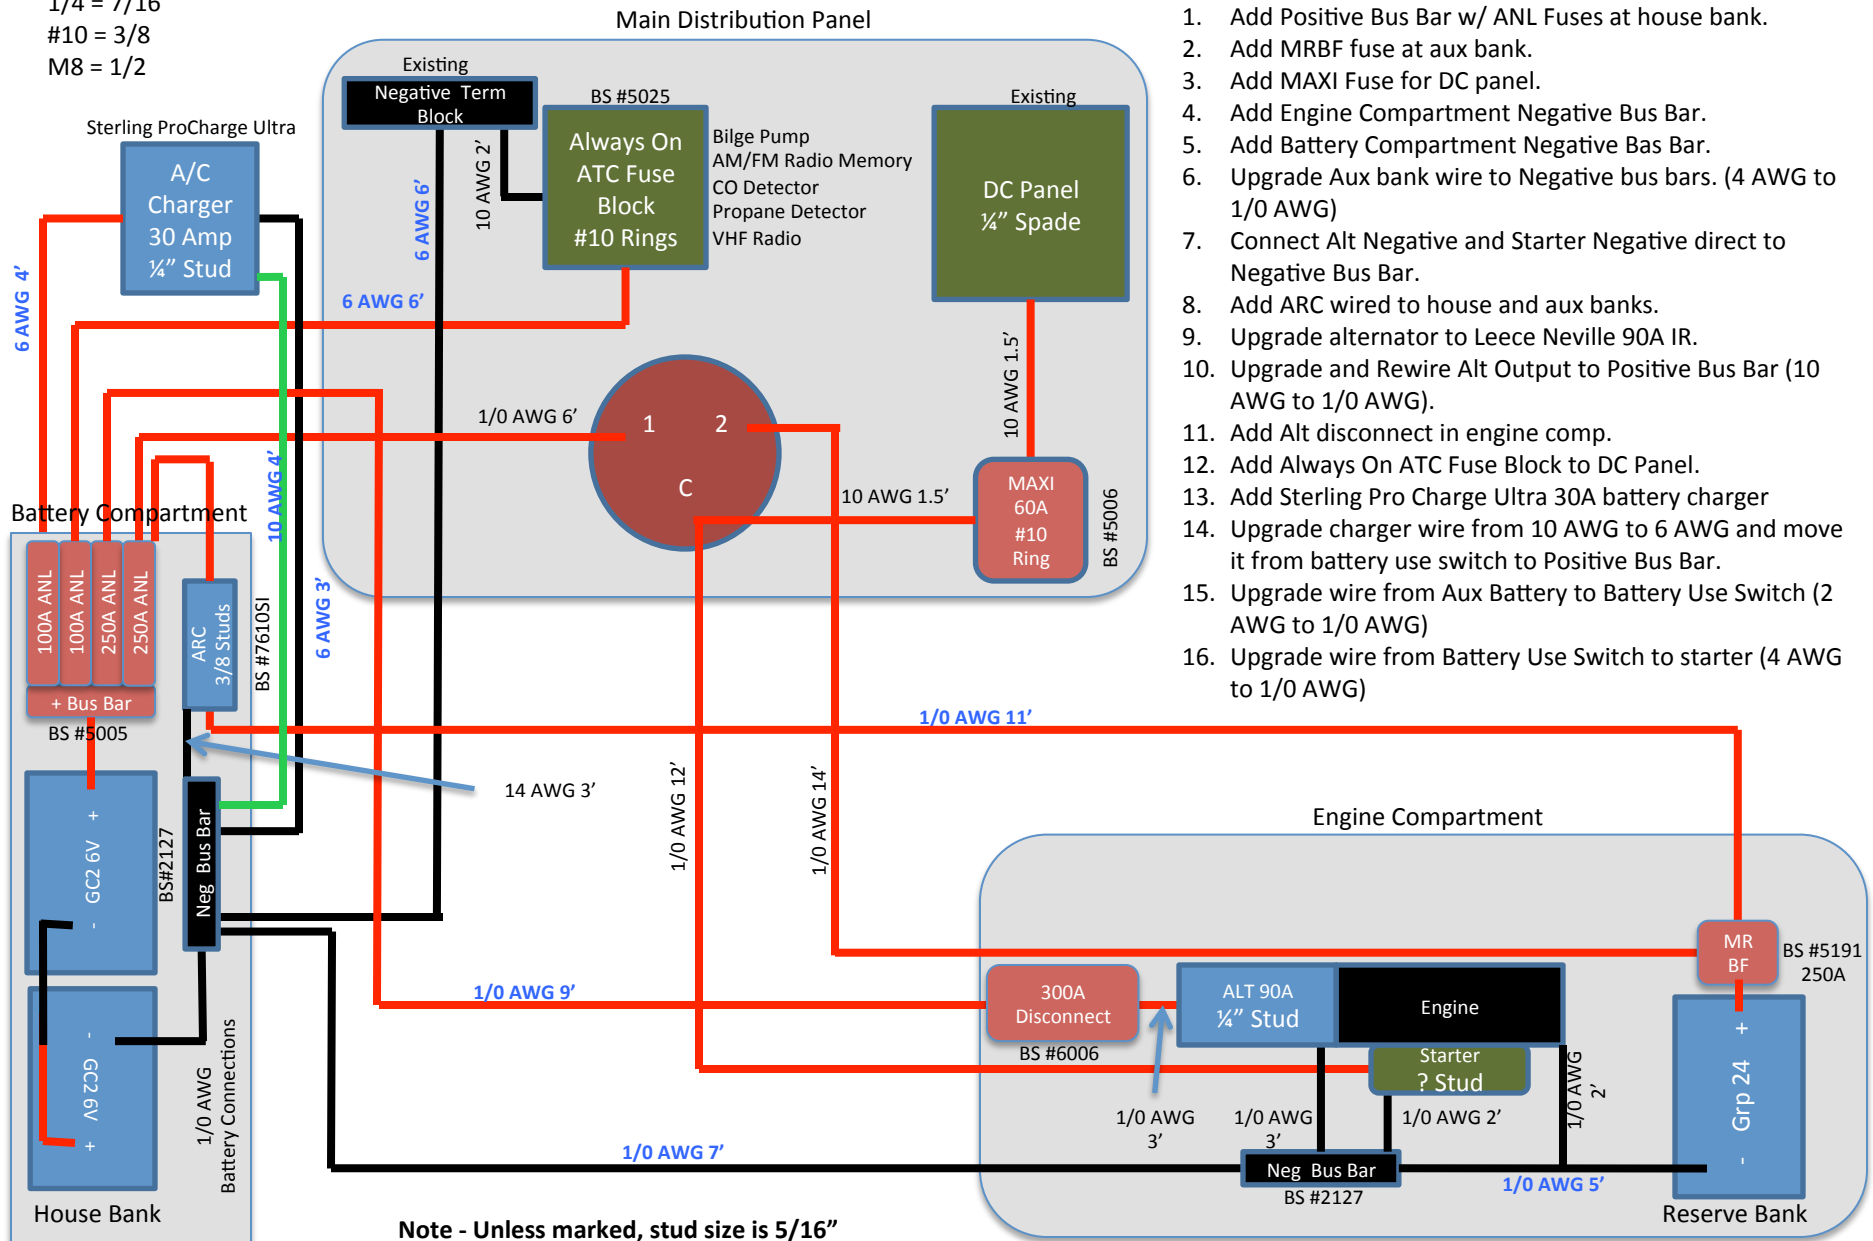 1/4 = 7/16
#10 = 3/8
M8 = 1/2
Main Distribution Panel
Existing
Negative Term
Block
BS #5025
Always On
ATC Fuse
Block
#10 Rings
Bilge Pump
AM/FM Radio Memory
CO Detector
Propane Detector
VHF Radio
Existing
DC Panel
¼” Spade
10 AWG 2’
6 AWG 6’
6 AWG 6’
Sterling ProCharge Ultra
A/C
Charger
30 Amp
¼” Stud
6 AWG 4’
10 AWG 4’
6 AWG 3’
1/0 AWG 6’
1
2
C
10 AWG 1.5’
10 AWG 1.5’
MAXI
60A
#10
Ring
BS #5006
1. Add Positive Bus Bar w/ ANL Fuses at house bank.
2. Add MRBF fuse at aux bank.
3. Add MAXI Fuse for DC panel.
4. Add Engine Compartment Negative Bus Bar.
5. Add Battery Compartment Negative Bas Bar.
6. Upgrade Aux bank wire to Negative bus bars. (4 AWG to
1/0 AWG)
7. Connect Alt Negative and Starter Negative direct to
Negative Bus Bar.
8. Add ARC wired to house and aux banks.
9. Upgrade alternator to Leece Neville 90A IR.
10. Upgrade and Rewire Alt Output to Positive Bus Bar (10
AWG to 1/0 AWG).
11. Add Alt disconnect in engine comp.
12. Add Always On ATC Fuse Block to DC Panel.
13. Add Sterling Pro Charge Ultra 30A battery charger
14. Upgrade charger wire from 10 AWG to 6 AWG and move
it from battery use switch to Positive Bus Bar.
15. Upgrade wire from Aux Battery to Battery Use Switch (2
AWG to 1/0 AWG)
16. Upgrade wire from Battery Use Switch to starter (4 AWG
to 1/0 AWG)
Battery Compartment
100A ANL
100A ANL
250A ANL
250A ANL
+ Bus Bar
BS #5005
ARC
3/8 Studs
BS #7610SI
14 AWG 3’
+
GC2 6V
-
BS#2127
Neg Bus Bar
-
GC2 6V
+
1/0 AWG
Battery Connections
House Bank
1/0 AWG 11’
1/0 AWG 12’
1/0 AWG 14’
1/0 AWG 9’
1/0 AWG 7’
Engine Compartment
300A
Disconnect
BS #6006
ALT 90A
¼” Stud
Engine
Starter
? Stud
MR
BF
BS #5191
250A
1/0 AWG
3’
1/0 AWG
3’
1/0 AWG 2’
1/0 AWG
2’
Neg Bus Bar
BS #2127
1/0 AWG 5’
+
Grp 24
-
Reserve Bank
Note - Unless marked, stud size is 5/16”